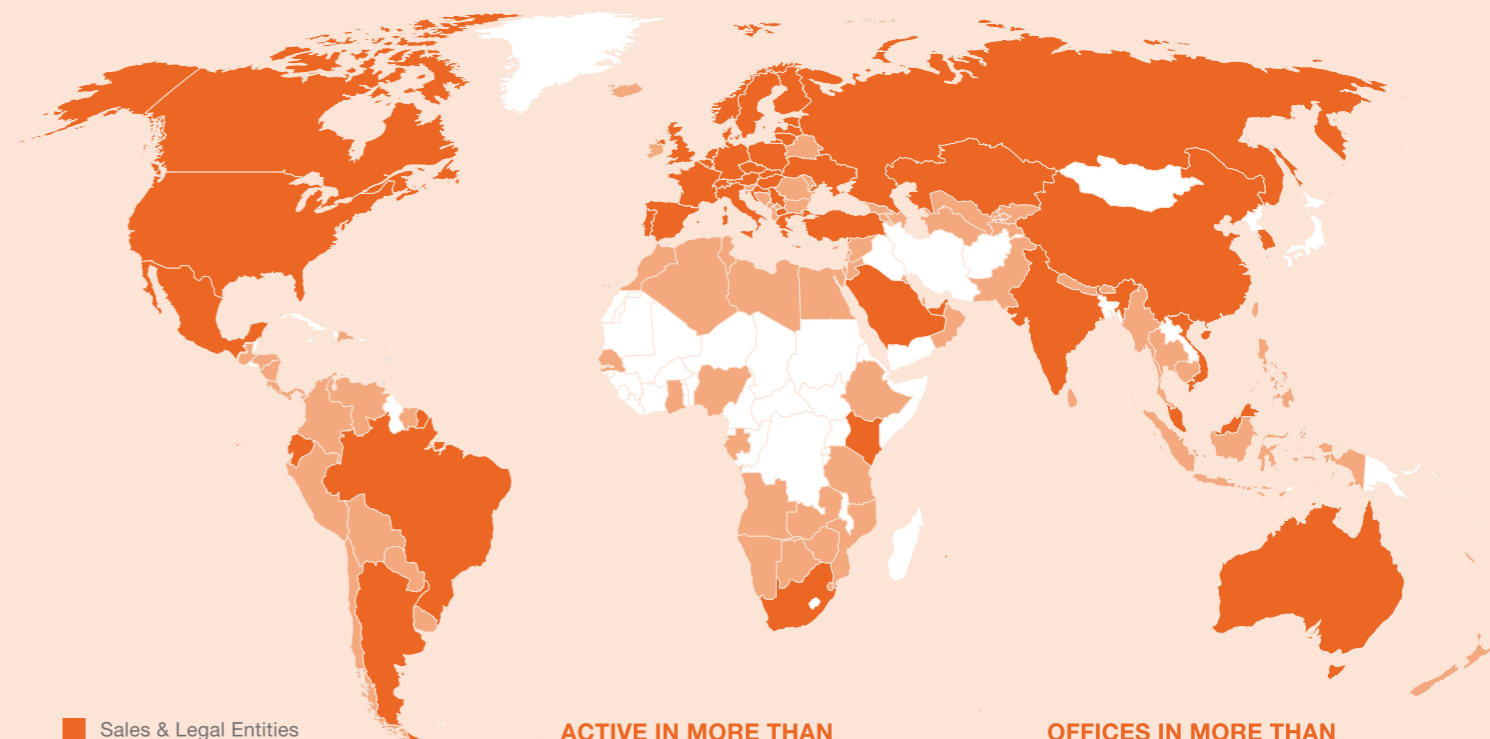 Sales & Legal Entities
ACTIVE IN MORE THAN
OFFICES IN MORE THAN